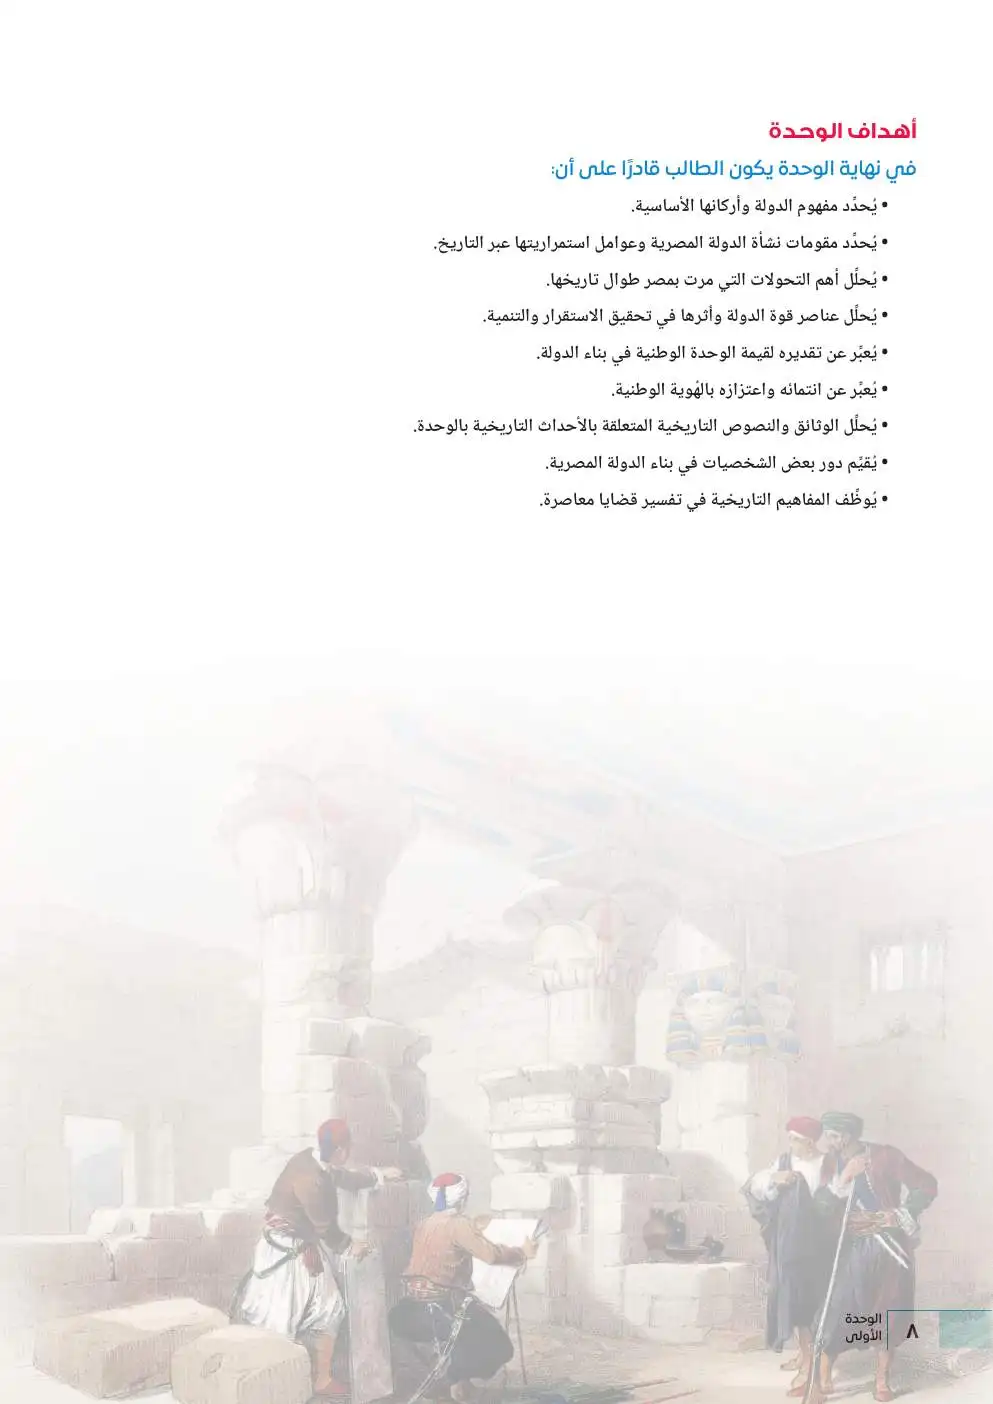 أهداف الوحدة
في نهاية الوحدة يكون الطالب قادرًا على أن:
• يُحدِّد مفهوم الدولة وأركانها الأساسية.
• يُحدِّد مقومات نشأة الدولة المصرية وعوامل استمراريتها عبر التاريخ.
• يُحلِّل أهم التحولات التي مرت بمصر طوال تاريخها.
• يُحلِّل عناصر قوة الدولة وأثرها في تحقيق الاستقرار والتنمية.
• يُعبِّر عن تقديره لقيمة الوحدة الوطنية في بناء الدولة.
• يُعبِّر عن انتمائه واعتزازه بالهُوية الوطنية.
• يُحلِّل الوثائق والنصوص التاريخية المتعلقة بالأحداث التاريخية بالوحدة.
• يُقيِّم دور بعض الشخصيات في بناء الدولة المصرية.
• يُوظِّف المفاهيم التاريخية في تفسير قضايا معاصرة.
٨
الوحدة
الأولى